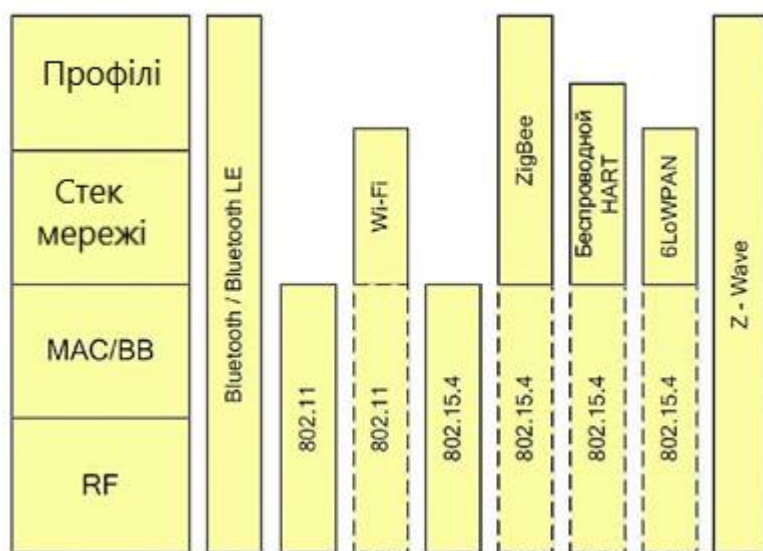 Профілі
Стек
мережі
MAC/BB
RF
Bluetooth / Bluetooth LE
802.11
Wi-Fi
802.11
802.15.4
ZigBee
802.15.4
Беспроводной
HART
802.15.4
6LoWPAN
802.15.4
Z - Wave